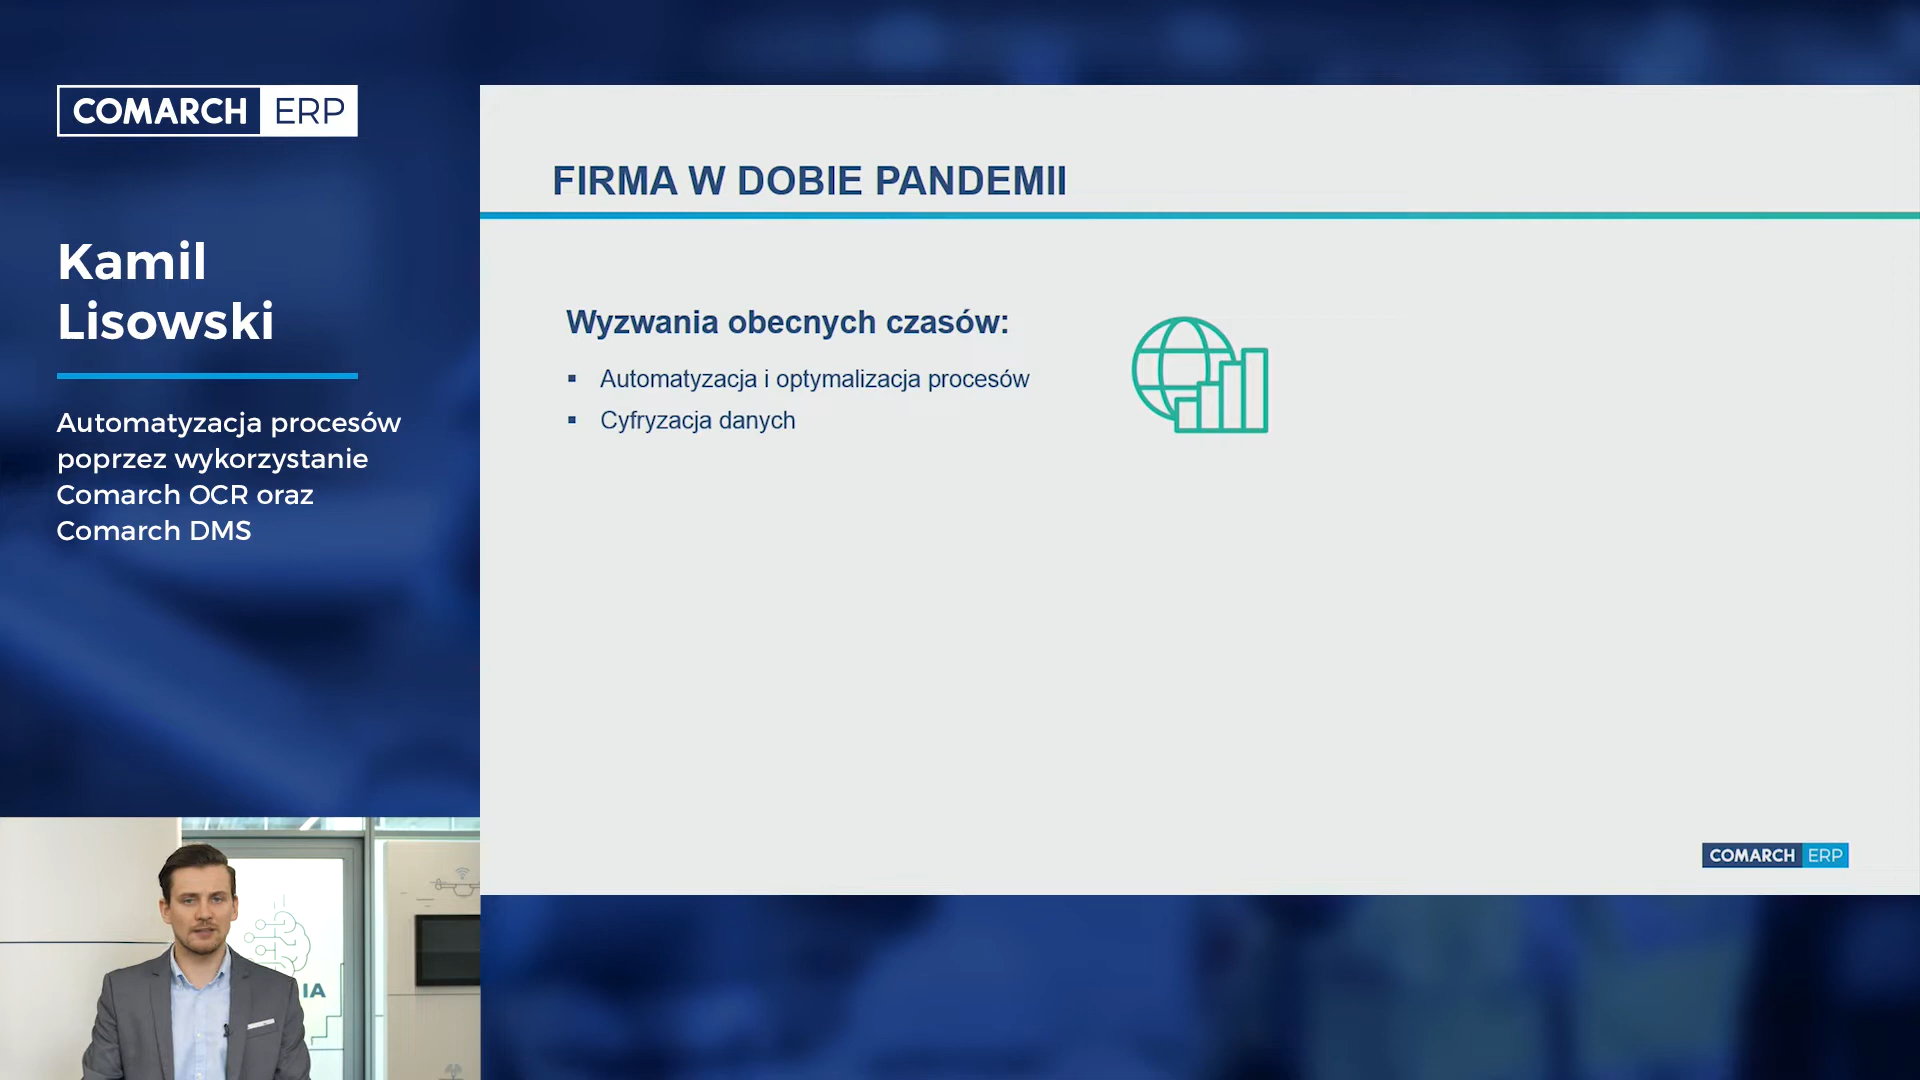 COMARCH ERP
Kamil
Lisowski
Automatyzacja procesów
poprzez wykorzystanie
Comarch OCR oraz
Comarch DMS
FIRMA W DOBIE PANDEMII
Wyzwania obecnych czasów:
▪ Automatyzacja i optymalizacja procesów
▪ Cyfryzacja danych
COMARCH ERP
IA